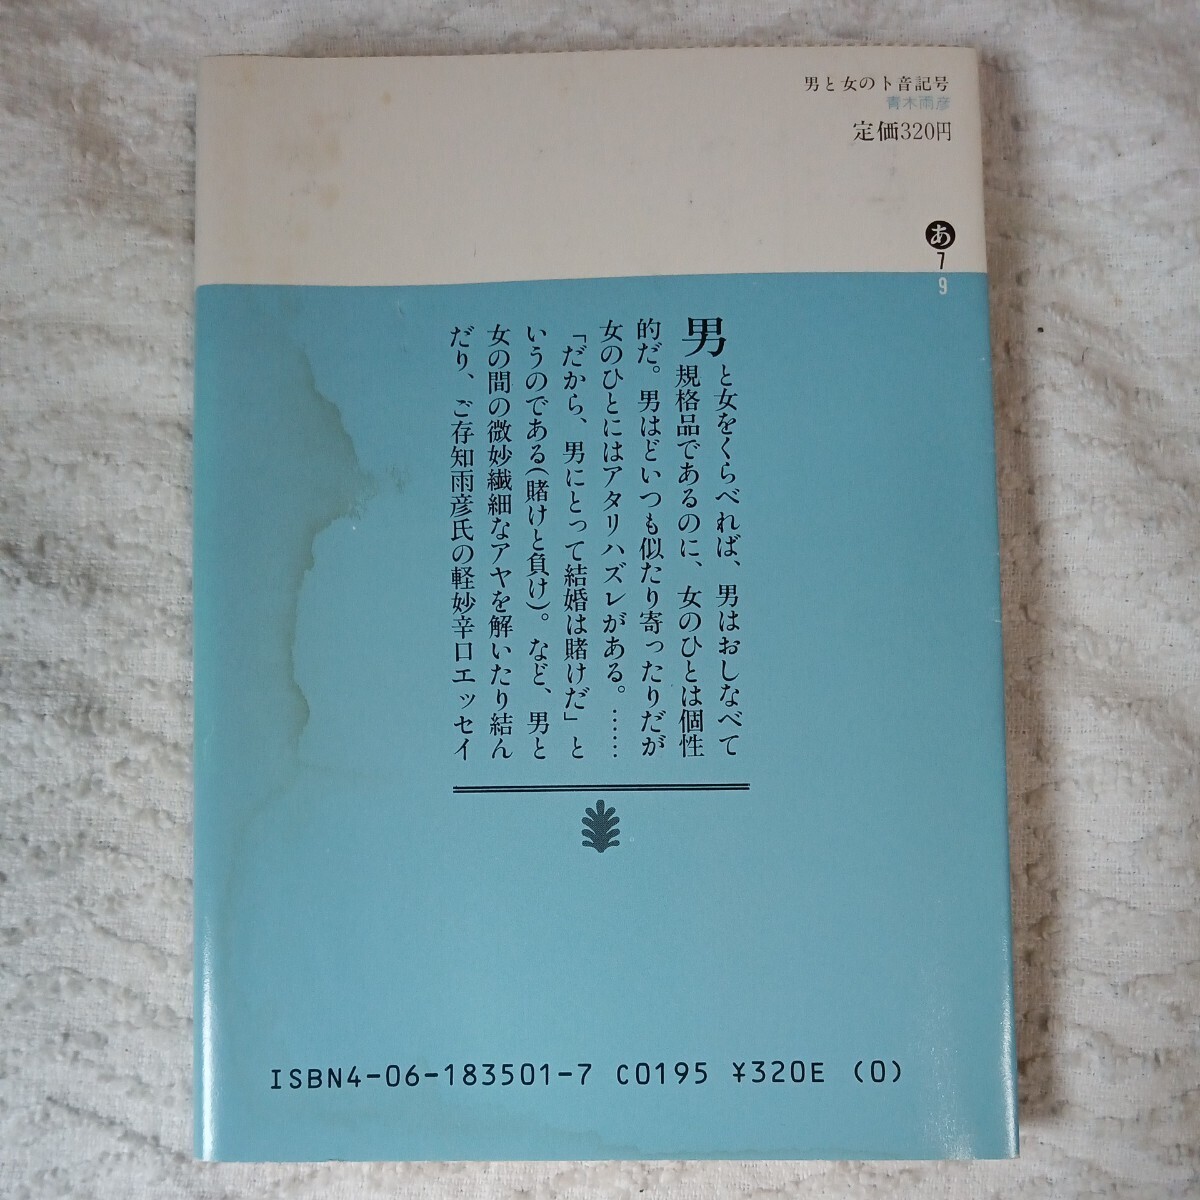 男と女のト音記号
青木雨彦
定価320円
あ
7
9
男と女をくらべれば、男はおしなべて
規格品であるのに、女のひとは個性
的だ。男はどいつも似たり寄ったりだが
女のひとにはアタリハズレがある。……
「だから、男にとって結婚は賭けだ」と
いうのである(賭けと負け)。など、男と
女の間の微妙繊細なアヤを解いたり結ん
だり、ご存知雨彦氏の軽妙辛口エッセイ
ISBN4-06-183501-7 C0195 ¥320E (0)